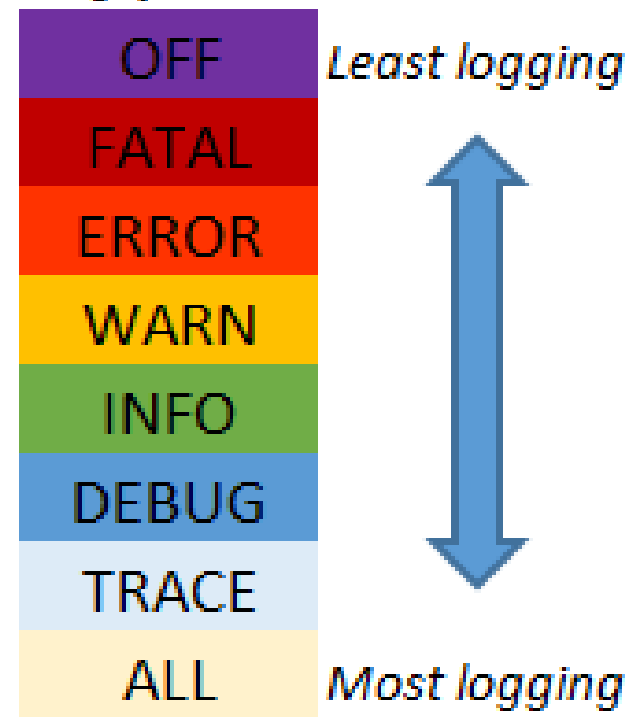 OFF Least logging
FATAL
ERROR
WARN
INFO
DEBUG
TRACE
ALL Most logging